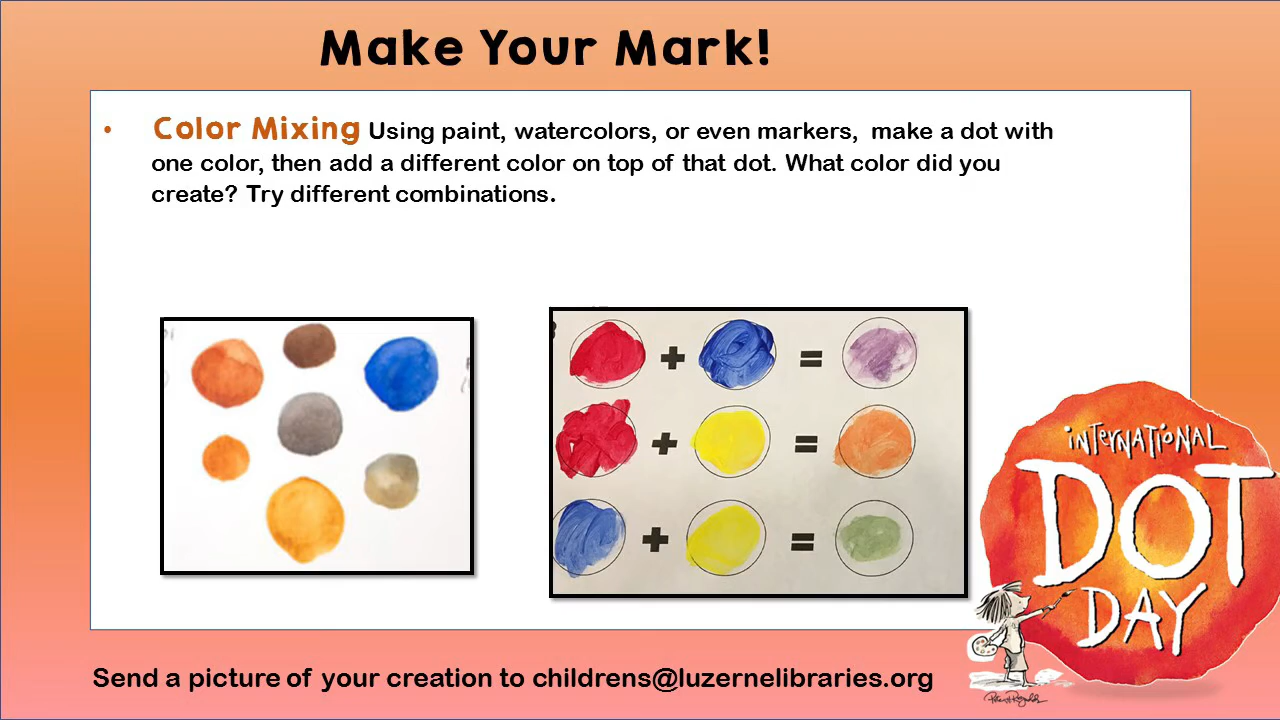 Make Your Mark!
• Color Mixing Using paint, watercolors, or even markers, make a dot with
one color, then add a different color on top of that dot. What color did you
create? Try different combinations.
+ =
+ =
+ =
INTERNATIONAL
DOT
DAY
Send a picture of your creation to childrens@luzernelibraries.org